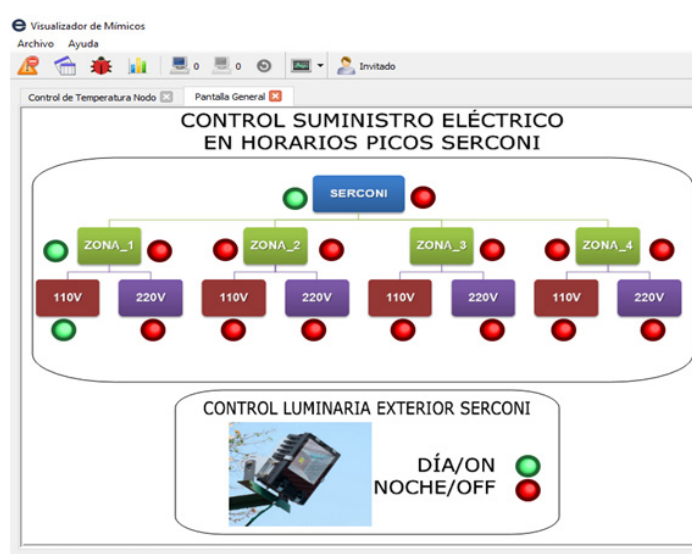 Visualizador de Mímicos
Archivo Ayuda
0 0 Invitado
Control de Temperatura Nodo Pantalla General
CONTROL SUMINISTRO ELÉCTRICO
EN HORARIOS PICOS SERCONI
SERCONI
ZONA_1 ZONA_2 ZONA_3 ZONA_4
110V 220V 110V 220V 110V 220V 110V 220V
CONTROL LUMINARIA EXTERIOR SERCONI
DÍA/ON
NOCHE/OFF